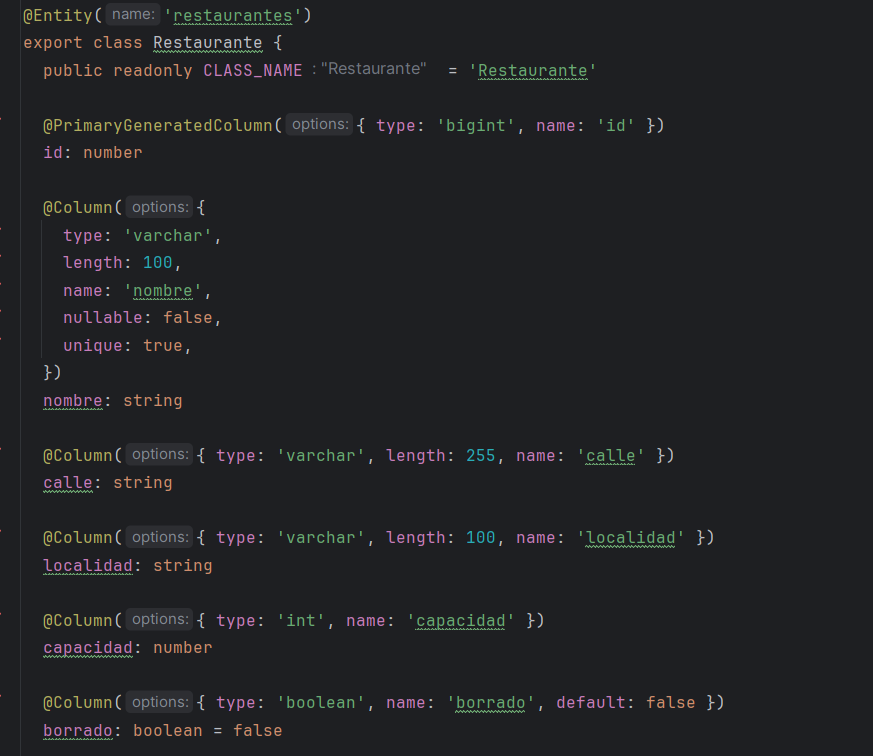 @Entity( name: 'restaurantes')
export class Restaurante {
  public readonly CLASS_NAME : "Restaurante"  = 'Restaurante'

  @PrimaryGeneratedColumn( options: { type: 'bigint', name: 'id' })
  id: number

  @Column( options: {
    type: 'varchar',
    length: 100,
    name: 'nombre',
    nullable: false,
    unique: true,
  })
  nombre: string

  @Column( options: { type: 'varchar', length: 255, name: 'calle' })
  calle: string

  @Column( options: { type: 'varchar', length: 100, name: 'localidad' })
  localidad: string

  @Column( options: { type: 'int', name: 'capacidad' })
  capacidad: number

  @Column( options: { type: 'boolean', name: 'borrado', default: false })
  borrado: boolean = false